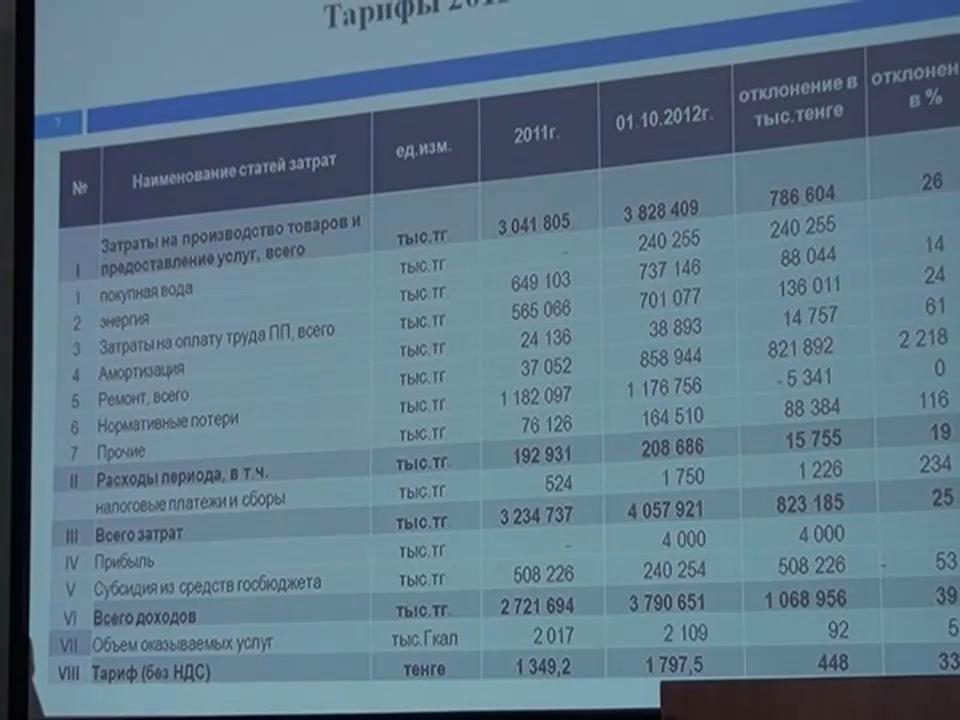 Тарифы
7
№ Наименование статей затрат ед.изм. 2011г. 01.10.2012г. отклонение в тыс.тенге отклонен в %
I Затраты на производство товаров и предоставление услуг, всего тыс.тг. 3 041 805 3 828 409 786 604 26
1 покупная вода тыс.тг - 240 255 240 255
2 энергия тыс.тг 649 103 737 146 88 044 14
3 Затраты на оплату труда ПП, всего тыс.тг 565 066 701 077 136 011 24
4 Амортизация тыс.тг 24 136 38 893 14 757 61
5 Ремонт, всего тыс.тг 37 052 858 944 821 892 2 218
6 Нормативные потери тыс.тг 1 182 097 1 176 756 - 5 341 0
7 Прочие тыс.тг 76 126 164 510 88 384 116
II Расходы периода, в т.ч. тыс.тг. 192 931 208 686 15 755 19
налоговые платежи и сборы тыс.тг 524 1 750 1 226 234
III Всего затрат тыс.тг. 3 234 737 4 057 921 823 185 25
IV Прибыль тыс.тг - 4 000 4 000
V Субсидия из средств госбюджета тыс.тг 508 226 240 254 508 226 - 53
VI Всего доходов тыс.тг. 2 721 694 3 790 651 1 068 956 39
VII Объем оказываемых услуг тыс.Гкал 2 017 2 109 92 5
VIII Тариф (без НДС) тенге 1 349,2 1 797,5 448 33